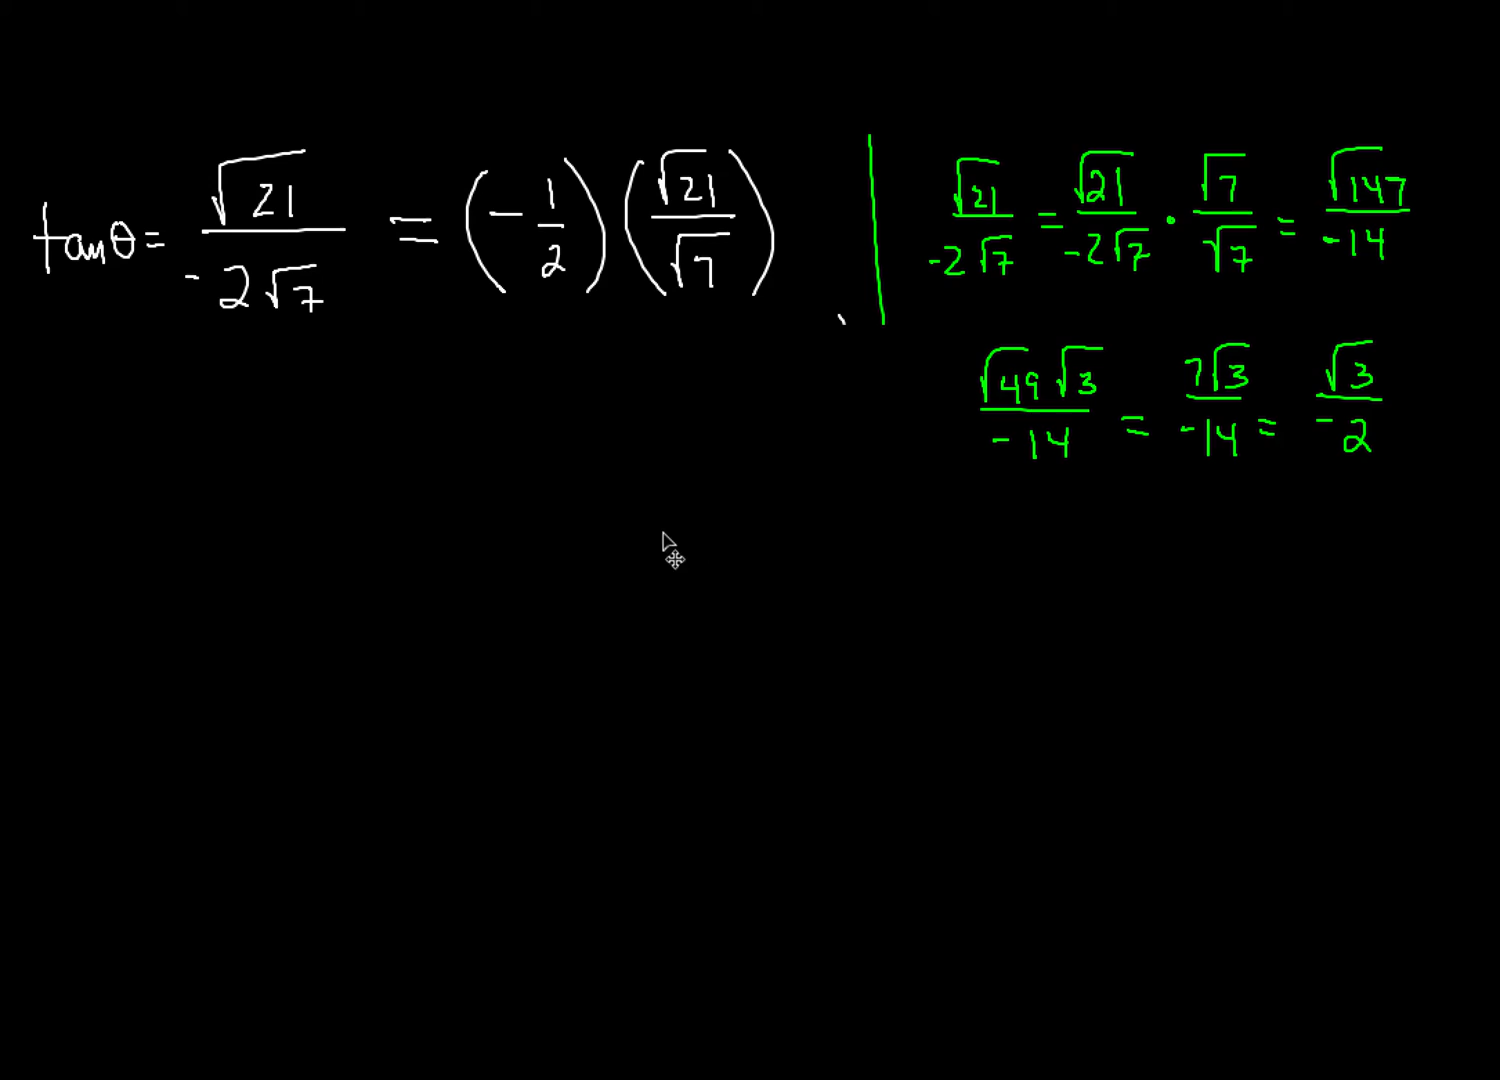 tanθ = √21 / -2√7 = (-1/2)(√21/√7)
√21 / -2√7 = √21 / -2√7 · √7/√7 = √147 / -14
√49 √3 / -14 = 7√3 / -14 = √3 / -2